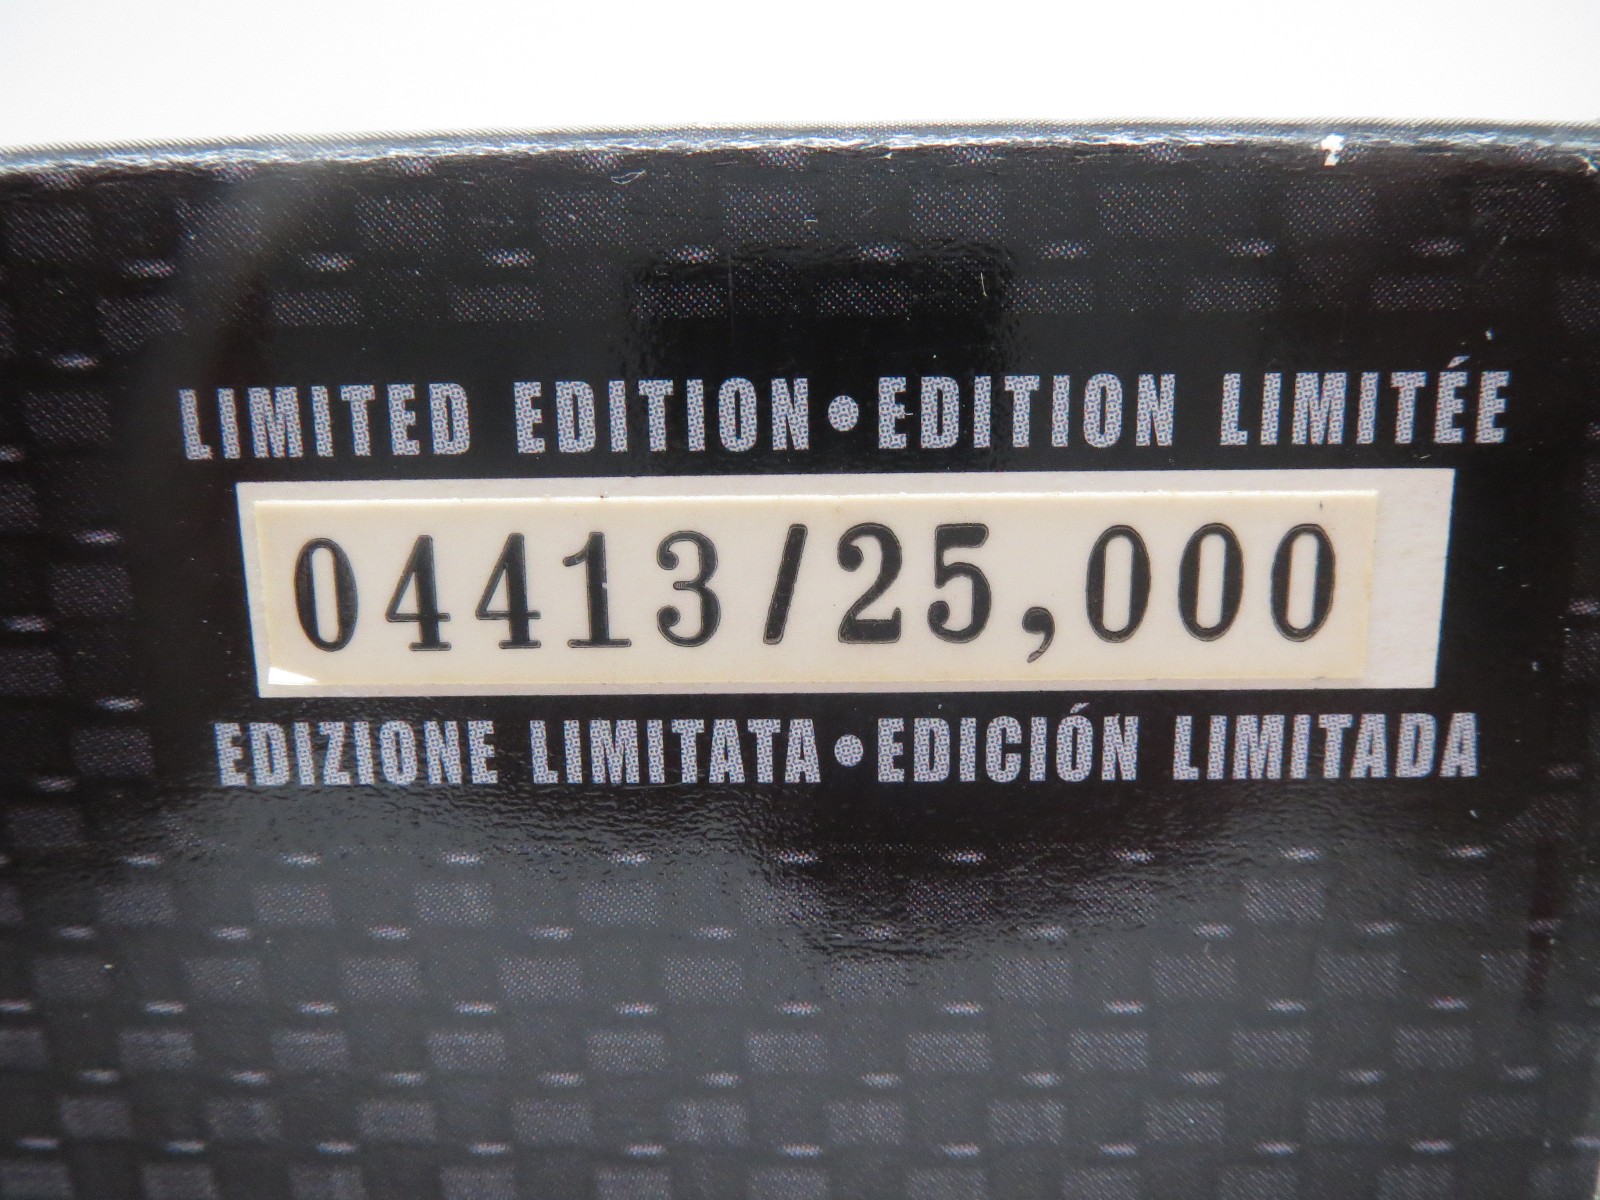 LIMITED EDITION•EDITION LIMITÉE
04413/25,000
EDIZIONE LIMITATA•EDICIÓN LIMITADA